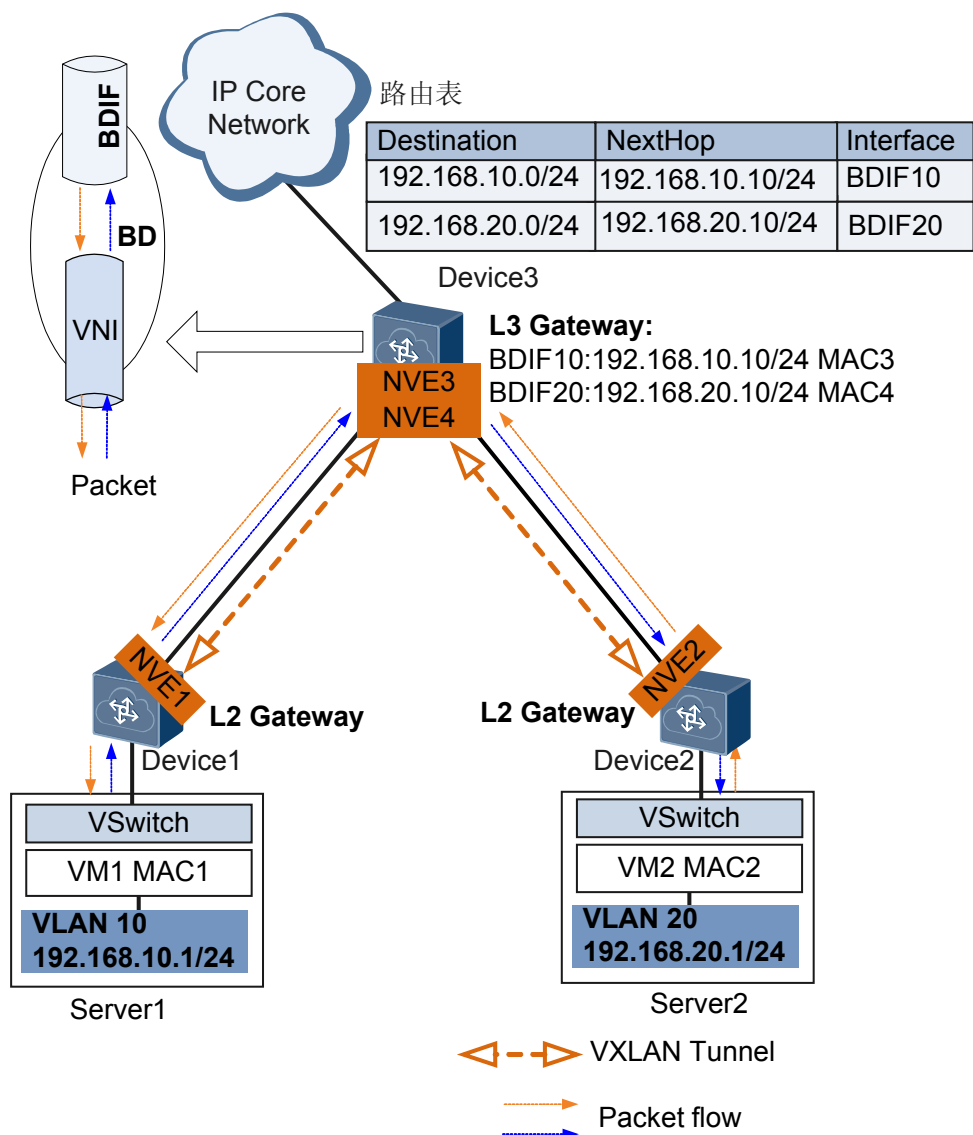 BDIF
BD
VNI
Packet
IP Core
Network
路由表
Destination NextHop Interface
192.168.10.0/24 192.168.10.10/24 BDIF10
192.168.20.0/24 192.168.20.10/24 BDIF20
Device3
L3 Gateway:
BDIF10:192.168.10.10/24 MAC3
BDIF20:192.168.20.10/24 MAC4
NVE3
NVE4
NVE1
L2 Gateway
Device1
NVE2
L2 Gateway
Device2
VSwitch
VM1 MAC1
VLAN 10
192.168.10.1/24
Server1
VSwitch
VM2 MAC2
VLAN 20
192.168.20.1/24
Server2
VXLAN Tunnel
Packet flow